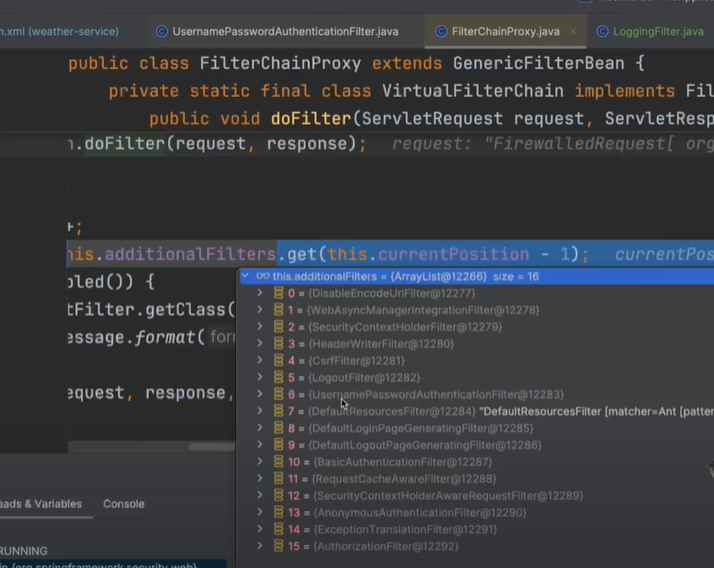 n.xml (weather-service) UsernamePasswordAuthenticationFilter.java FilterChainProxy.java × LoggingFilter.java
public class FilterChainProxy extends GenericFilterBean {
private static final class VirtualFilterChain implements Fil
public void doFilter(ServletRequest request, ServletResp
n.doFilter(request, response); request: "FirewalledRequest[ org
+;
his.additionalFilters.get(this.currentPosition - 1); currentPos
this.additionalFilters = {ArrayList@12266} size = 16
bled()) {
0 = {DisableEncodeUrlFilter@12277}
tFilter.getClass(
1 = {WebAsyncManagerIntegrationFilter@12278}
2 = {SecurityContextHolderFilter@12279}
essage.format( for
3 = {HeaderWriterFilter@12280}
4 = {CsrfFilter@12281}
5 = {LogoutFilter@12282}
equest, response,
6 = {UsernamePasswordAuthenticationFilter@12283}
7 = {DefaultResourcesFilter@12284} "DefaultResourcesFilter [matcher=Ant [patter
8 = {DefaultLoginPageGeneratingFilter@12285}
9 = {DefaultLogoutPageGeneratingFilter@12286}
10 = {BasicAuthenticationFilter@12287}
11 = {RequestCacheAwareFilter@12288}
12 = {SecurityContextHolderAwareRequestFilter@12289}
eads & Variables Console
13 = {AnonymousAuthenticationFilter@12290}
14 = {ExceptionTranslationFilter@12291}
15 = {AuthorizationFilter@12292}
RUNNING
(org.springframework.security.web)